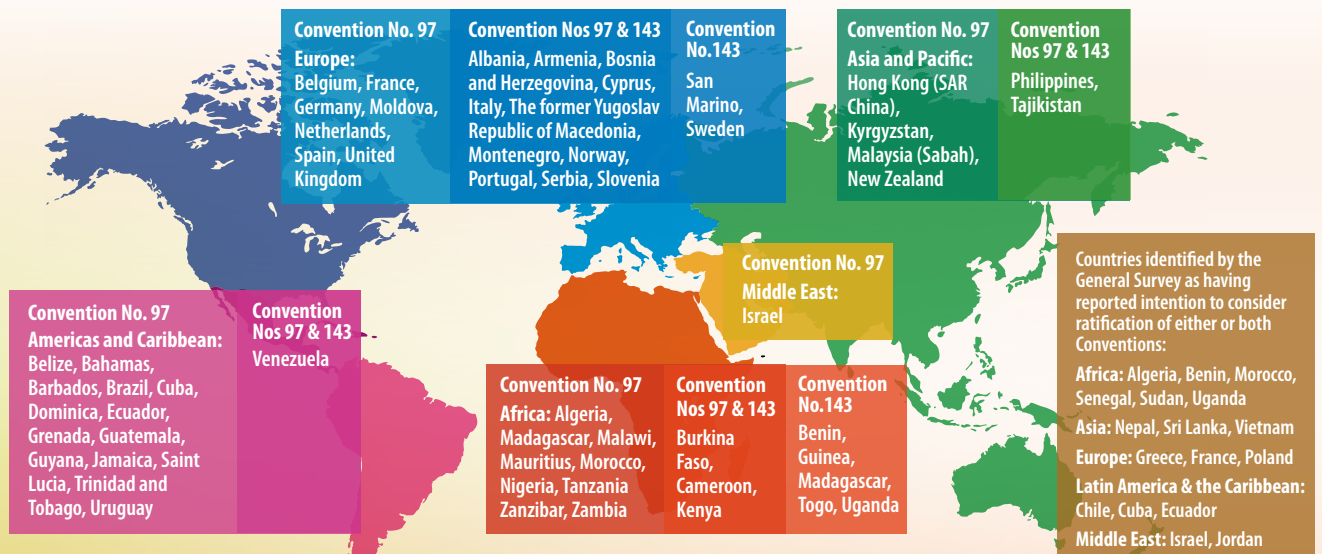 Convention No. 97
Europe:
Belgium, France,
Germany, Moldova,
Netherlands,
Spain, United
Kingdom
Convention Nos 97 & 143
Albania, Armenia, Bosnia
and Herzegovina, Cyprus,
Italy, The former Yugoslav
Republic of Macedonia,
Montenegro, Norway,
Portugal, Serbia, Slovenia
Convention
No.143
San
Marino,
Sweden
Convention No. 97
Asia and Pacific:
Hong Kong (SAR
China),
Kyrgyzstan,
Malaysia (Sabah),
New Zealand
Convention
Nos 97 & 143
Philippines,
Tajikistan
Convention No. 97
Middle East:
Israel
Convention No. 97
Americas and Caribbean:
Belize, Bahamas,
Barbados, Brazil, Cuba,
Dominica, Ecuador,
Grenada, Guatemala,
Guyana, Jamaica, Saint
Lucia, Trinidad and
Tobago, Uruguay
Convention
Nos 97 & 143
Venezuela
Convention No. 97
Africa: Algeria,
Madagascar, Malawi,
Mauritius, Morocco,
Nigeria, Tanzania
Zanzibar, Zambia
Convention
Nos 97 & 143
Burkina
Faso,
Cameroon,
Kenya
Convention
No.143
Benin,
Guinea,
Madagascar,
Togo, Uganda
Countries identified by the
General Survey as having
reported intention to consider
ratification of either or both
Conventions:
Africa: Algeria, Benin, Morocco,
Senegal, Sudan, Uganda
Asia: Nepal, Sri Lanka, Vietnam
Europe: Greece, France, Poland
Latin America & the Caribbean:
Chile, Cuba, Ecuador
Middle East: Israel, Jordan